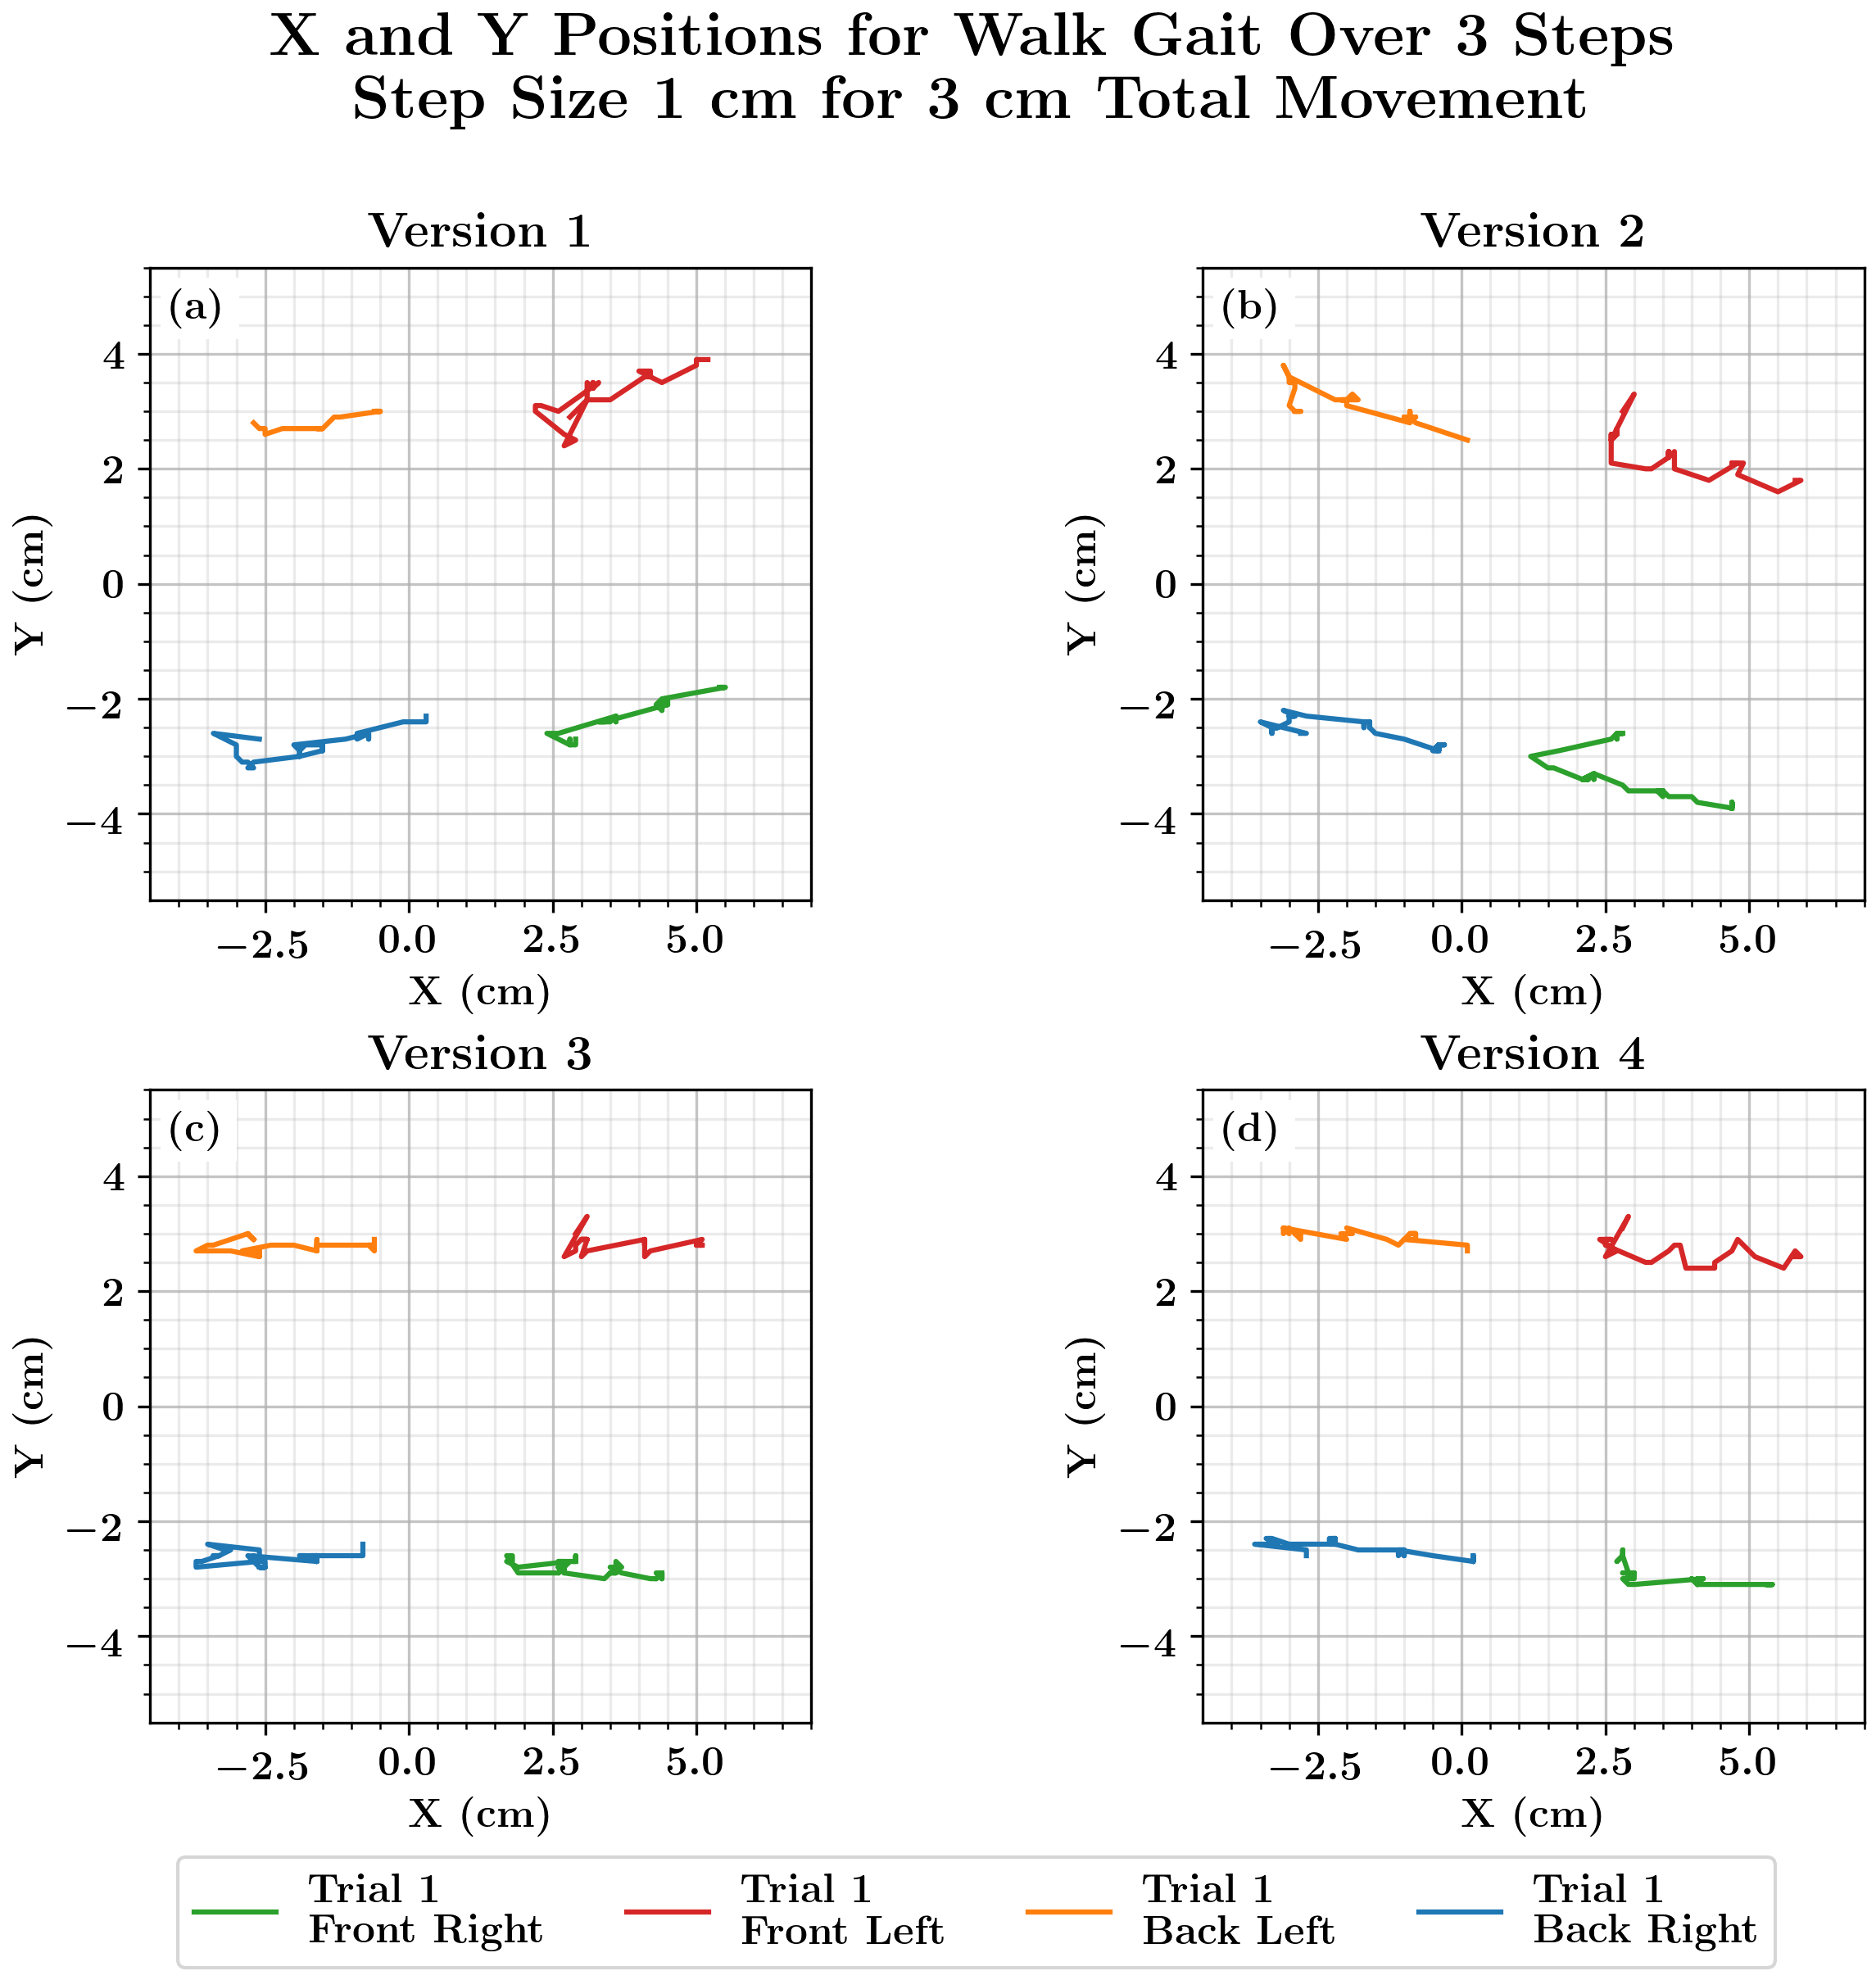 X and Y Positions for Walk Gait Over 3 Steps
Step Size 1 cm for 3 cm Total Movement
Version 1
(a)
4
2
0
−2
−4
Y (cm)
−2.5 0.0 2.5 5.0
X (cm)
Version 2
(b)
4
2
0
−2
−4
Y (cm)
−2.5 0.0 2.5 5.0
X (cm)
Version 3
(c)
4
2
0
−2
−4
Y (cm)
−2.5 0.0 2.5 5.0
X (cm)
Version 4
(d)
4
2
0
−2
−4
Y (cm)
−2.5 0.0 2.5 5.0
X (cm)
Trial 1
Front Right
Trial 1
Front Left
Trial 1
Back Left
Trial 1
Back Right